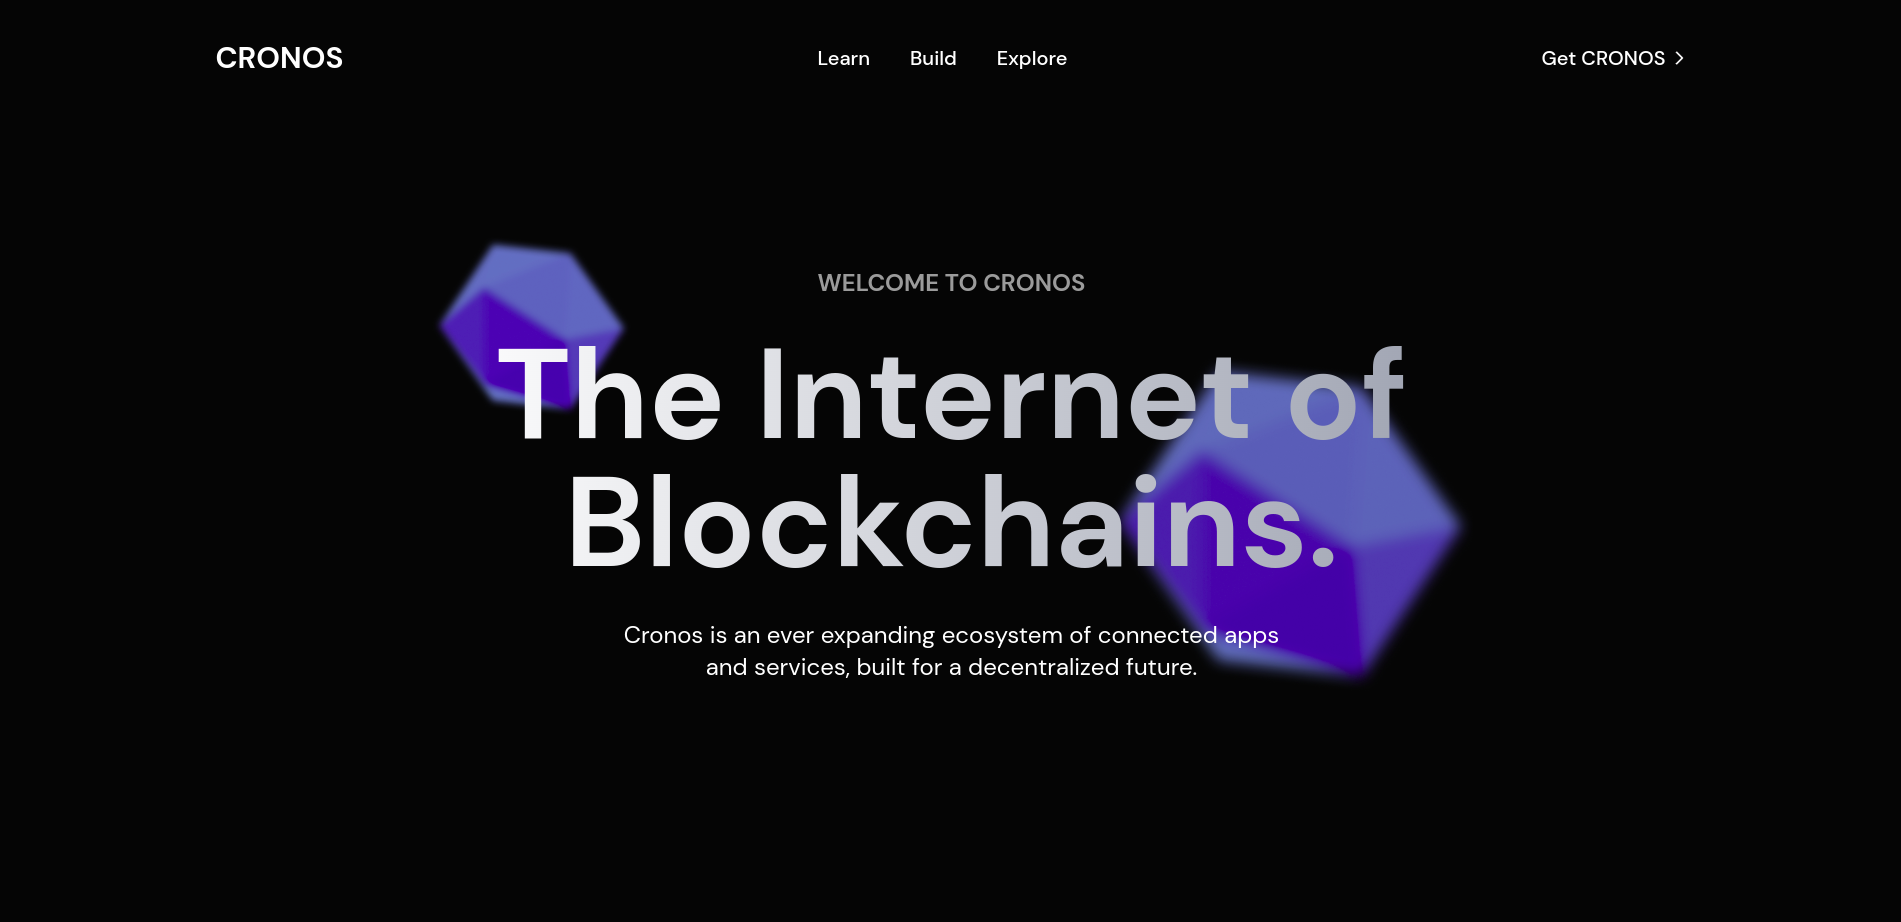 CRONOS
Learn Build Explore
Get CRONOS
WELCOME TO CRONOS
The Internet of
Blockchains.
Cronos is an ever expanding ecosystem of connected apps
and services, built for a decentralized future.